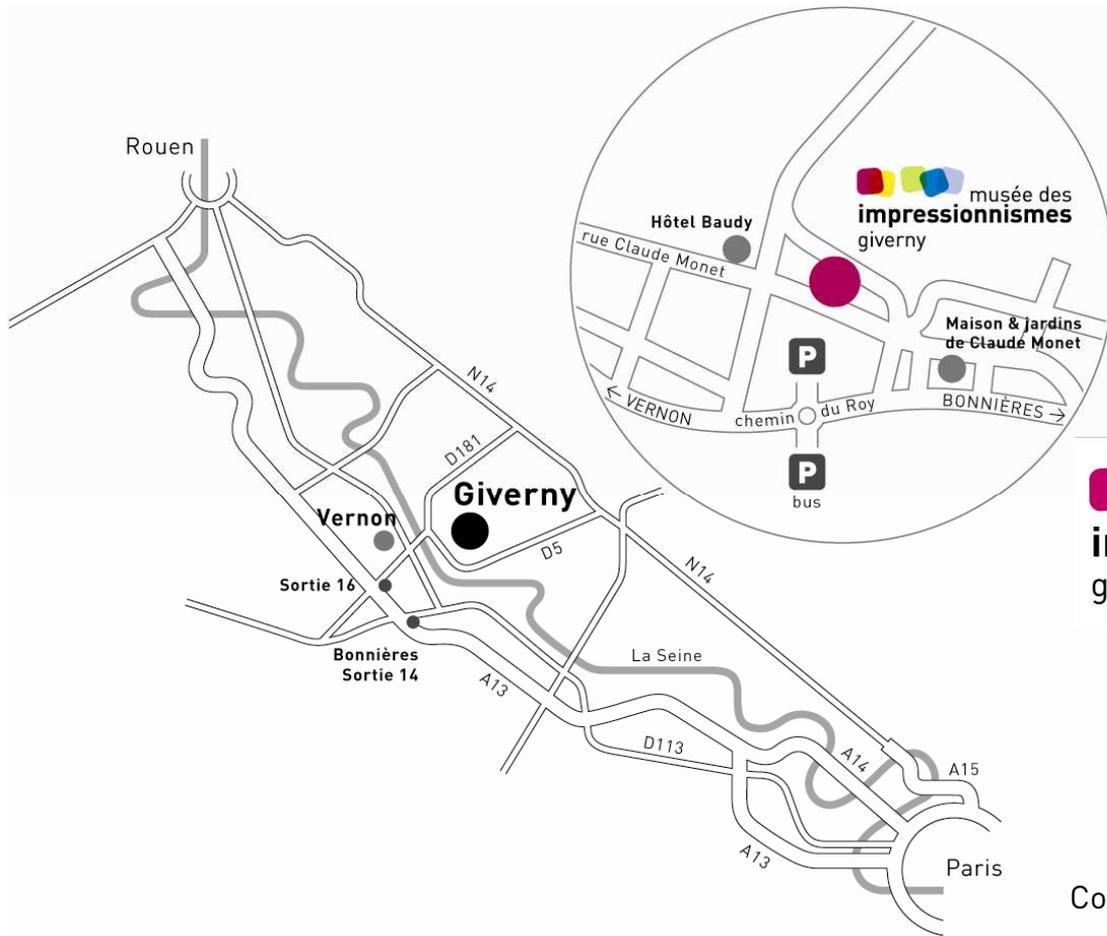 Rouen
musée des
impressionnismes
giverny
Hôtel Baudy
rue Claude Monet
Maison & jardins
de Claude Monet
P
← VERNON
chemin du Roy
BONNIÈRES →
P
bus
N14
D181
Giverny
Vernon
D5
Sortie 16
N14
Bonnières
Sortie 14
La Seine
A13
D113
A14
A15
A13
Paris
g
Co